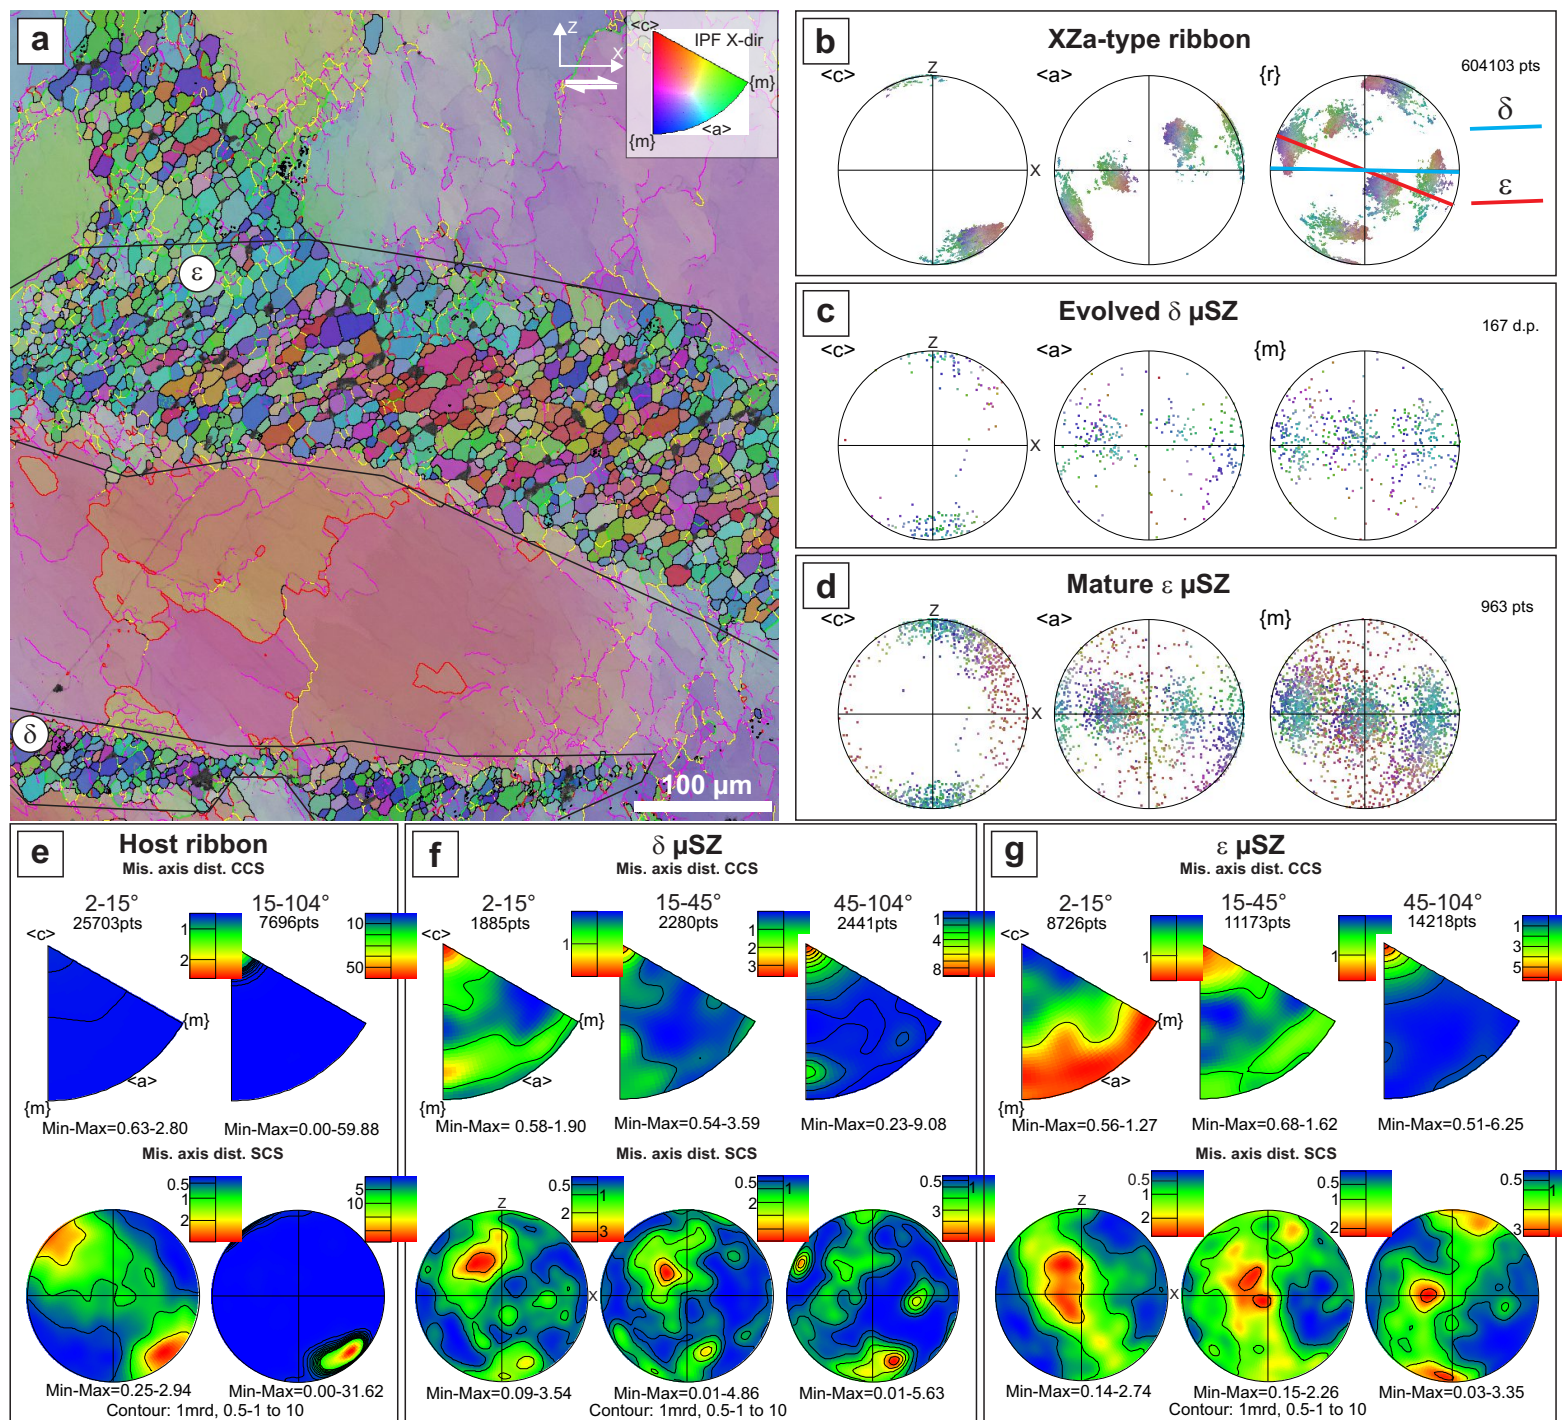 a
<c>
Z
X
IPF X-dir
{m}
<a>
{m}
ε
δ
100 µm
b
XZa-type ribbon
<c>
Z
<a>
{r}
604103 pts
X
δ
ε
c
Evolved δ µSZ
<c>
Z
<a>
{m}
167 d.p.
X
d
Mature ε µSZ
<c>
Z
<a>
{m}
963 pts
X
e
Host ribbon
Mis. axis dist. CCS
2-15°
25703pts
15-104°
7696pts
<c>
1
2
10
50
{m}
<a>
{m}
Min-Max=0.63-2.80
Min-Max=0.00-59.88
Mis. axis dist. SCS
0.5
1
2
5
10
Min-Max=0.25-2.94
Min-Max=0.00-31.62
Contour: 1mrd, 0.5-1 to 10
f
δ µSZ
Mis. axis dist. CCS
2-15°
1885pts
15-45°
2280pts
45-104°
2441pts
<c>
1
1
2
3
1
4
8
{m}
<a>
{m}
Min-Max= 0.58-1.90
Min-Max=0.54-3.59
Min-Max=0.23-9.08
Mis. axis dist. SCS
Z
0.5
1
2
3
0.5
1
2
0.5
1
3
X
Min-Max=0.09-3.54
Min-Max=0.01-4.86
Min-Max=0.01-5.63
Contour: 1mrd, 0.5-1 to 10
g
ε µSZ
Mis. axis dist. CCS
2-15°
8726pts
15-45°
11173pts
45-104°
14218pts
<c>
1
1
1
3
5
{m}
<a>
{m}
Min-Max=0.56-1.27
Min-Max=0.68-1.62
Min-Max=0.51-6.25
Mis. axis dist. SCS
Z
0.5
1
2
0.5
1
2
0.5
1
3
X
Min-Max=0.14-2.74
Min-Max=0.15-2.26
Min-Max=0.03-3.35
Contour: 1mrd, 0.5-1 to 10